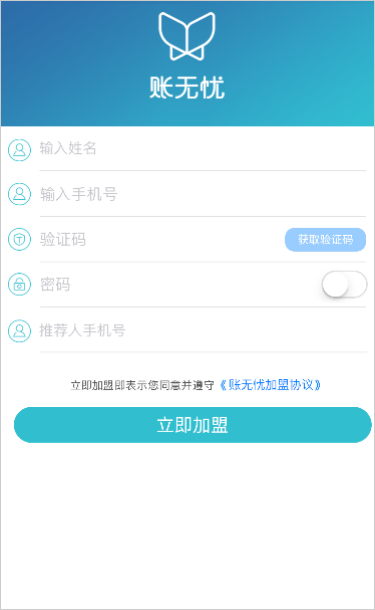 账无忧
输入姓名
输入手机号
验证码 获取验证码
密码
推荐人手机号
立即加盟即表示您同意并遵守《账无忧加盟协议》
立即加盟